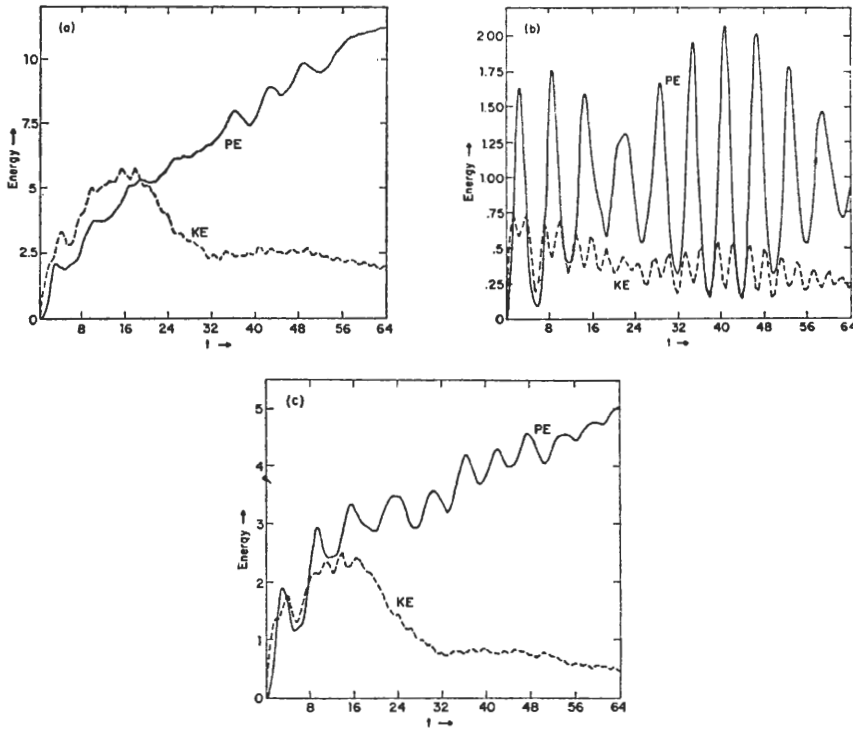 (a)
10
7.5
5
2.5
0
Energy →
PE
KE
8 16 24 32 40 48 56 64
t →
(b)
2 00
1.75
1.50
1.25
1 00
.75
.50
.25
0
Energy →
PE
KE
8 16 24 32 40 48 56 64
t →
(c)
5
4
3
2
1
0
Energy →
PE
KE
8 16 24 32 40 48 56 64
t →